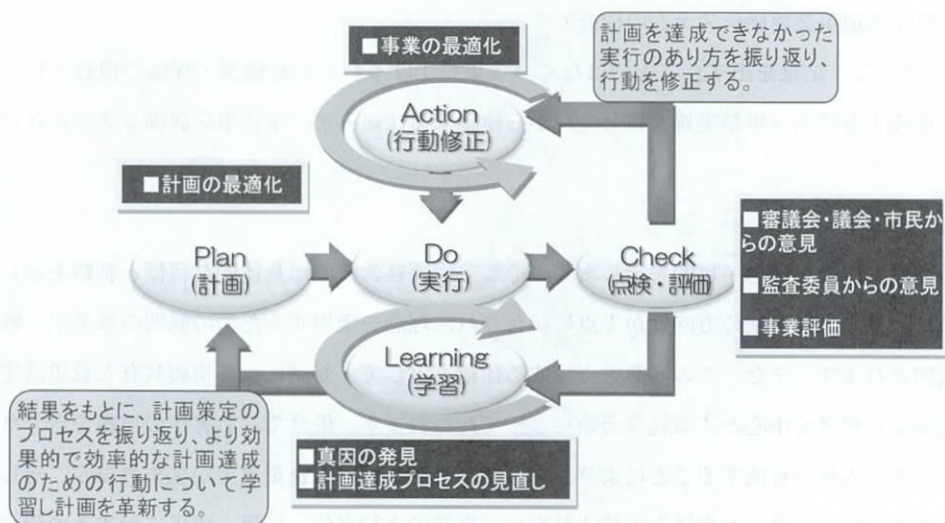 ■事業の最適化
計画を達成できなかった
実行のあり方を振り返り、
行動を修正する。
Action
(行動修正)
■計画の最適化
Plan
(計画)
Do
(実行)
Check
(点検・評価)
■審議会・議会・市民か
らの意見
■監査委員からの意見
■事業評価
Learning
(学習)
結果をもとに、計画策定の
プロセスを振り返り、より効
果的で効率的な計画達成
のための行動について学
習し計画を革新する。
■真因の発見
■計画達成プロセスの見直し